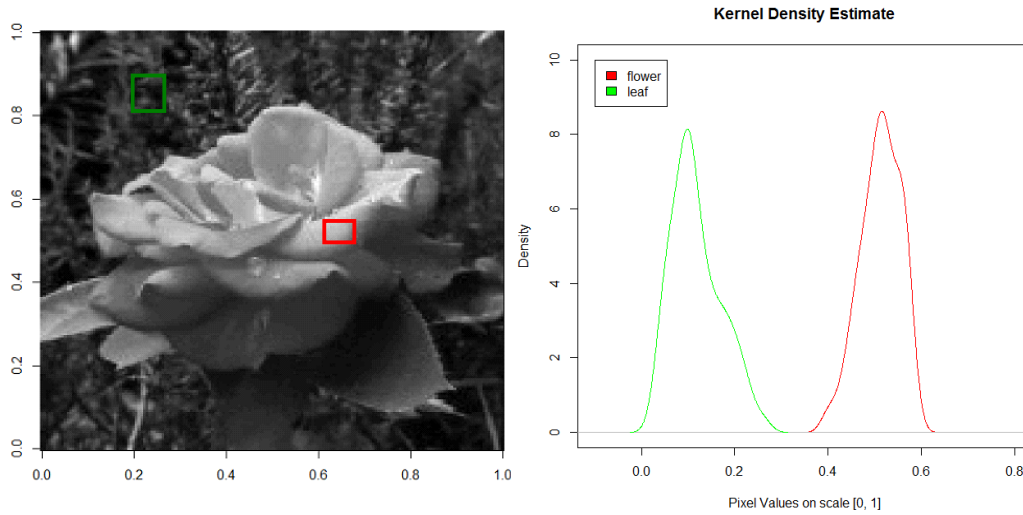 1.0
0.8
0.6
0.4
0.2
0.0
0.0 0.2 0.4 0.6 0.8 1.0
Kernel Density Estimate
flower
leaf
Density
10
8
6
4
2
0
0.0 0.2 0.4 0.6 0.8
Pixel Values on scale [0, 1]